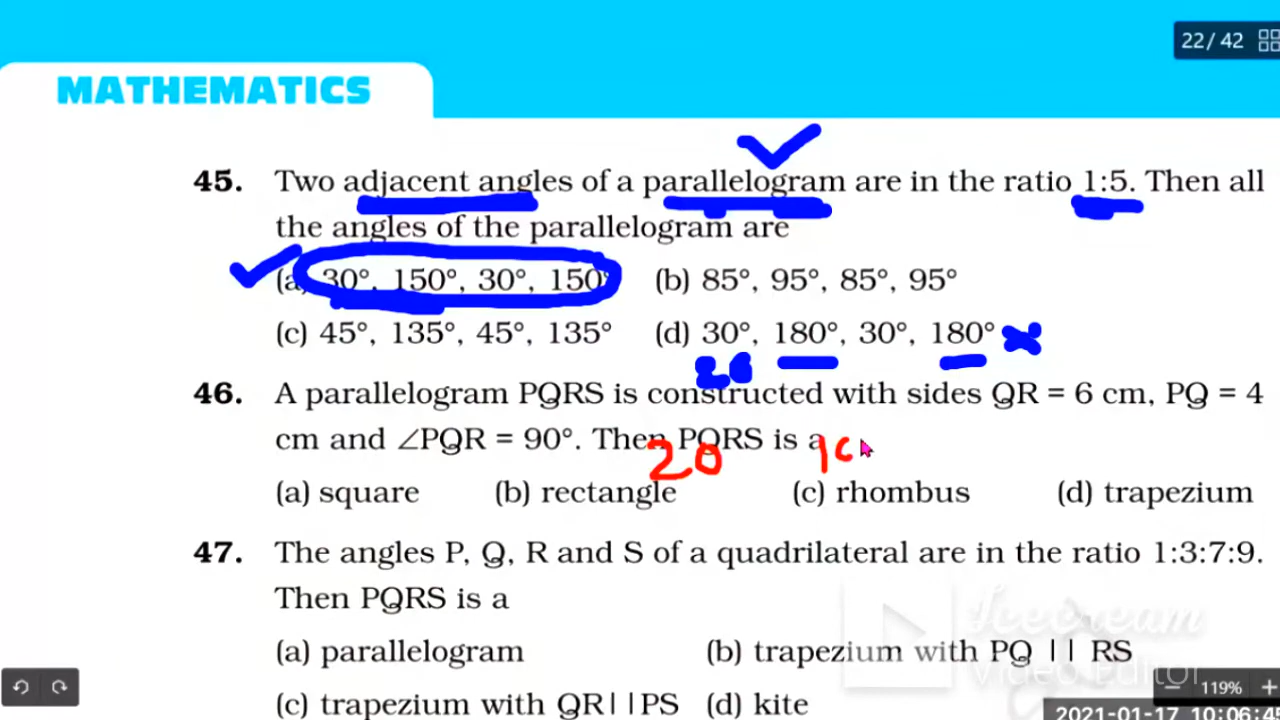 22/ 42
MATHEMATICS
45. Two adjacent angles of a parallelogram are in the ratio 1:5. Then all
the angles of the parallelogram are
(a) 30°, 150°, 30°, 150° (b) 85°, 95°, 85°, 95°
(c) 45°, 135°, 45°, 135° (d) 30°, 180°, 30°, 180°
46. A parallelogram PQRS is constructed with sides QR = 6 cm, PQ = 4
cm and ∠PQR = 90°. Then PQRS is a
20
(a) square (b) rectangle (c) rhombus (d) trapezium
47. The angles P, Q, R and S of a quadrilateral are in the ratio 1:3:7:9.
Then PQRS is a
(a) parallelogram (b) trapezium with PQ || RS
(c) trapezium with QR||PS (d) kite
Icecream
Video Editor
− 119% +
2021-01-17 10:06:45